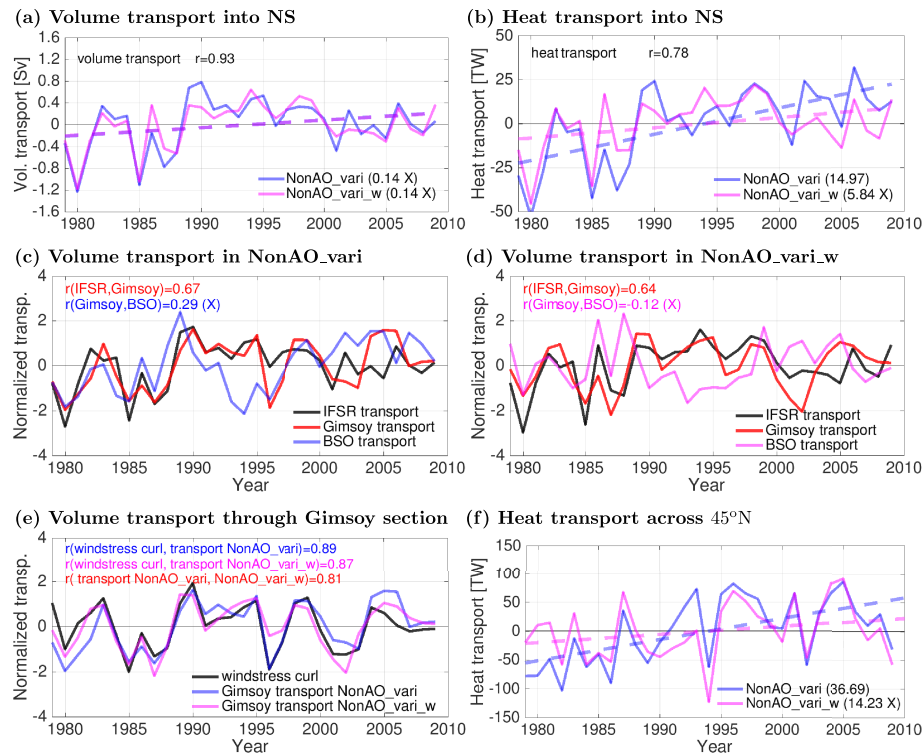 (a) Volume transport into NS
Vol. transport [Sv]
1.6
1.2
0.8
0.4
0
-0.4
-0.8
-1.2
-1.6
volume transport r=0.93
NonAO_vari (0.14 X)
NonAO_vari_w (0.14 X)
1980 1985 1990 1995 2000 2005 2010
(b) Heat transport into NS
Heat transport [TW]
50
25
0
-25
-50
heat transport r=0.78
NonAO_vari (14.97)
NonAO_vari_w (5.84 X)
1980 1985 1990 1995 2000 2005 2010
(c) Volume transport in NonAO_vari
Normalized transp.
4
2
0
-2
-4
r(IFSR,Gimsoy)=0.67
r(Gimsoy,BSO)=0.29 (X)
IFSR transport
Gimsoy transport
BSO transport
1980 1985 1990 1995 2000 2005 2010
Year
(d) Volume transport in NonAO_vari_w
Normalized transp.
4
2
0
-2
-4
r(IFSR,Gimsoy)=0.64
r(Gimsoy,BSO)=-0.12 (X)
IFSR transport
Gimsoy transport
BSO transport
1980 1985 1990 1995 2000 2005 2010
Year
(e) Volume transport through Gimsoy section
Normalized transp.
4
2
0
-2
-4
r(windstress curl, transport NonAO_vari)=0.89
r(windstress curl, transport NonAO_vari_w)=0.87
r( transport NonAO_vari, NonAO_vari_w)=0.81
windstress curl
Gimsoy transport NonAO_vari
Gimsoy transport NonAO_vari_w
1980 1985 1990 1995 2000 2005 2010
Year
(f) Heat transport across 45°N
Heat transport [TW]
150
100
50
0
-50
-100
-150
NonAO_vari (36.69)
NonAO_vari_w (14.23 X)
1980 1985 1990 1995 2000 2005 2010
Year